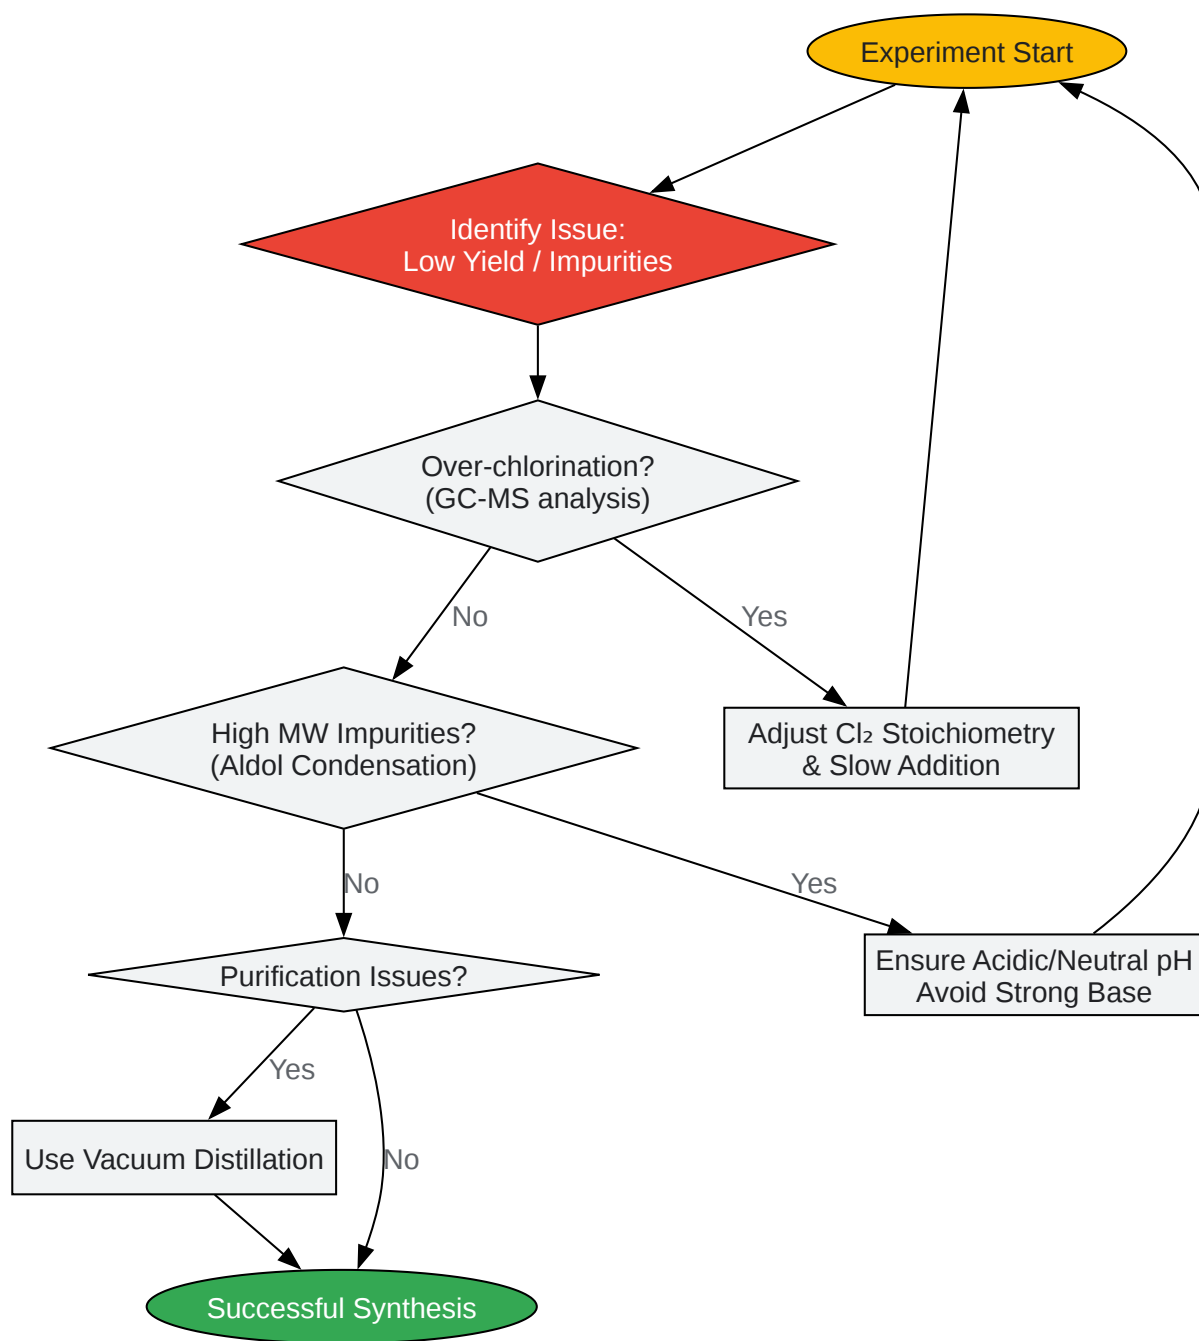 Experiment Start
Identify Issue:
Low Yield / Impurities
Over-chlorination?
(GC-MS analysis)
No
Yes
High MW Impurities?
(Aldol Condensation)
Adjust Cl₂ Stoichiometry
& Slow Addition
No
Yes
Ensure Acidic/Neutral pH
Avoid Strong Base
Purification Issues?
Yes
No
Use Vacuum Distillation
Successful Synthesis